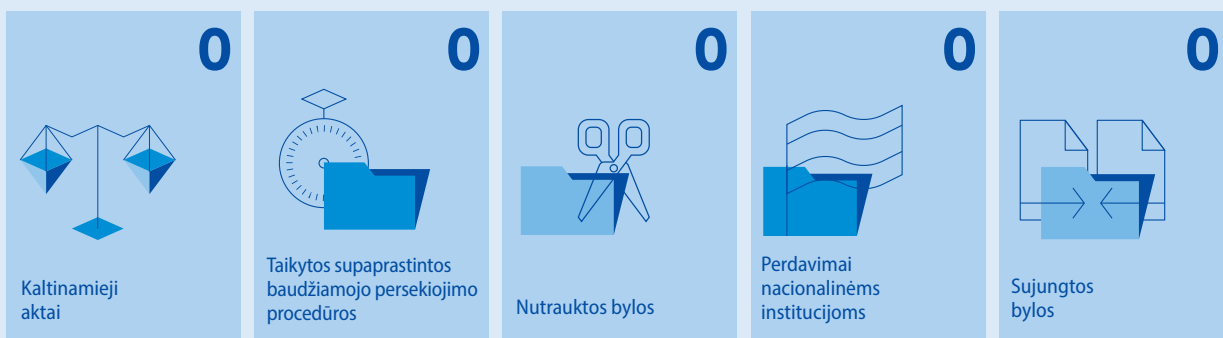 0
Kaltinamieji
aktai
0
Taikytos supaprastintos
baudžiamojo persekiojimo
procedūros
0
Nutrauktos bylos
0
Perdavimai
nacionalinėms
institucijoms
0
Sujungtos
bylos